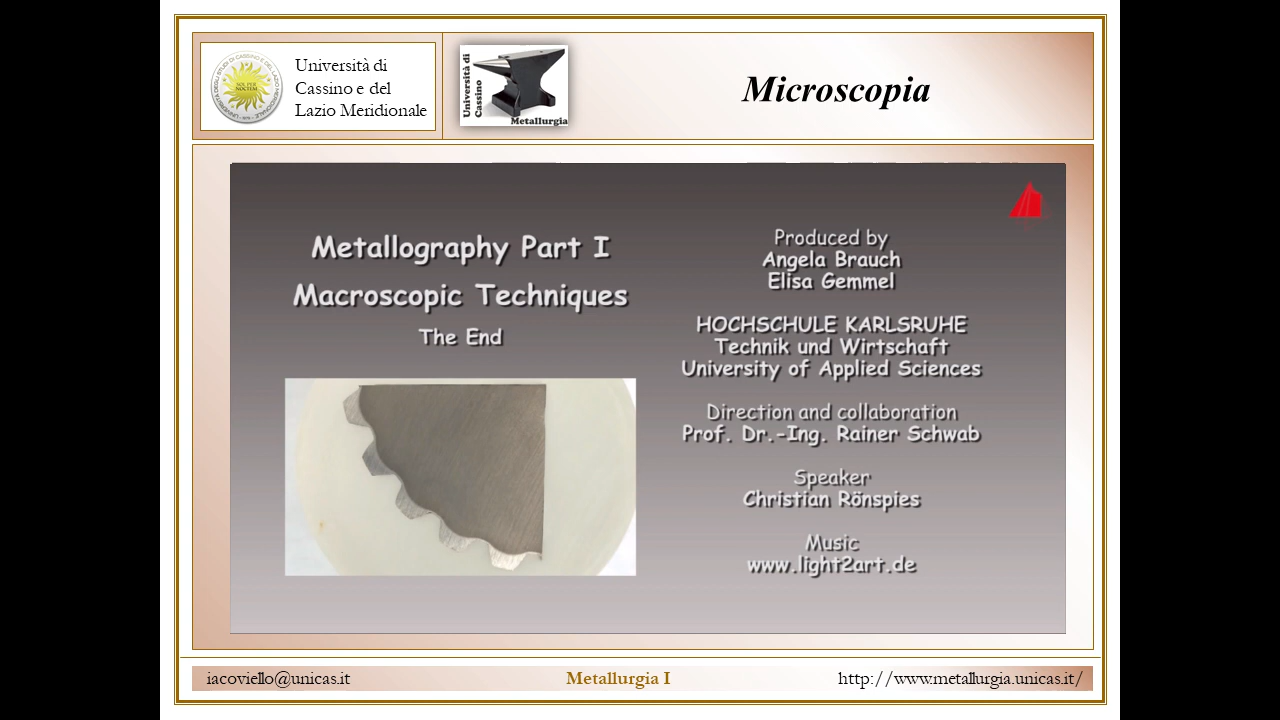 Università di
Cassino e del
Lazio Meridionale
Università di
Cassino
Metallurgia
Microscopia
Metallography Part I
Macroscopic Techniques
The End
Produced by
Angela Brauch
Elisa Gemmel
HOCHSCHULE KARLSRUHE
Technik und Wirtschaft
University of Applied Sciences
Direction and collaboration
Prof. Dr.-Ing. Rainer Schwab
Speaker
Christian Rönspies
Music
www.light2art.de
iacoviello@unicas.it
Metallurgia I
http://www.metallurgia.unicas.it/